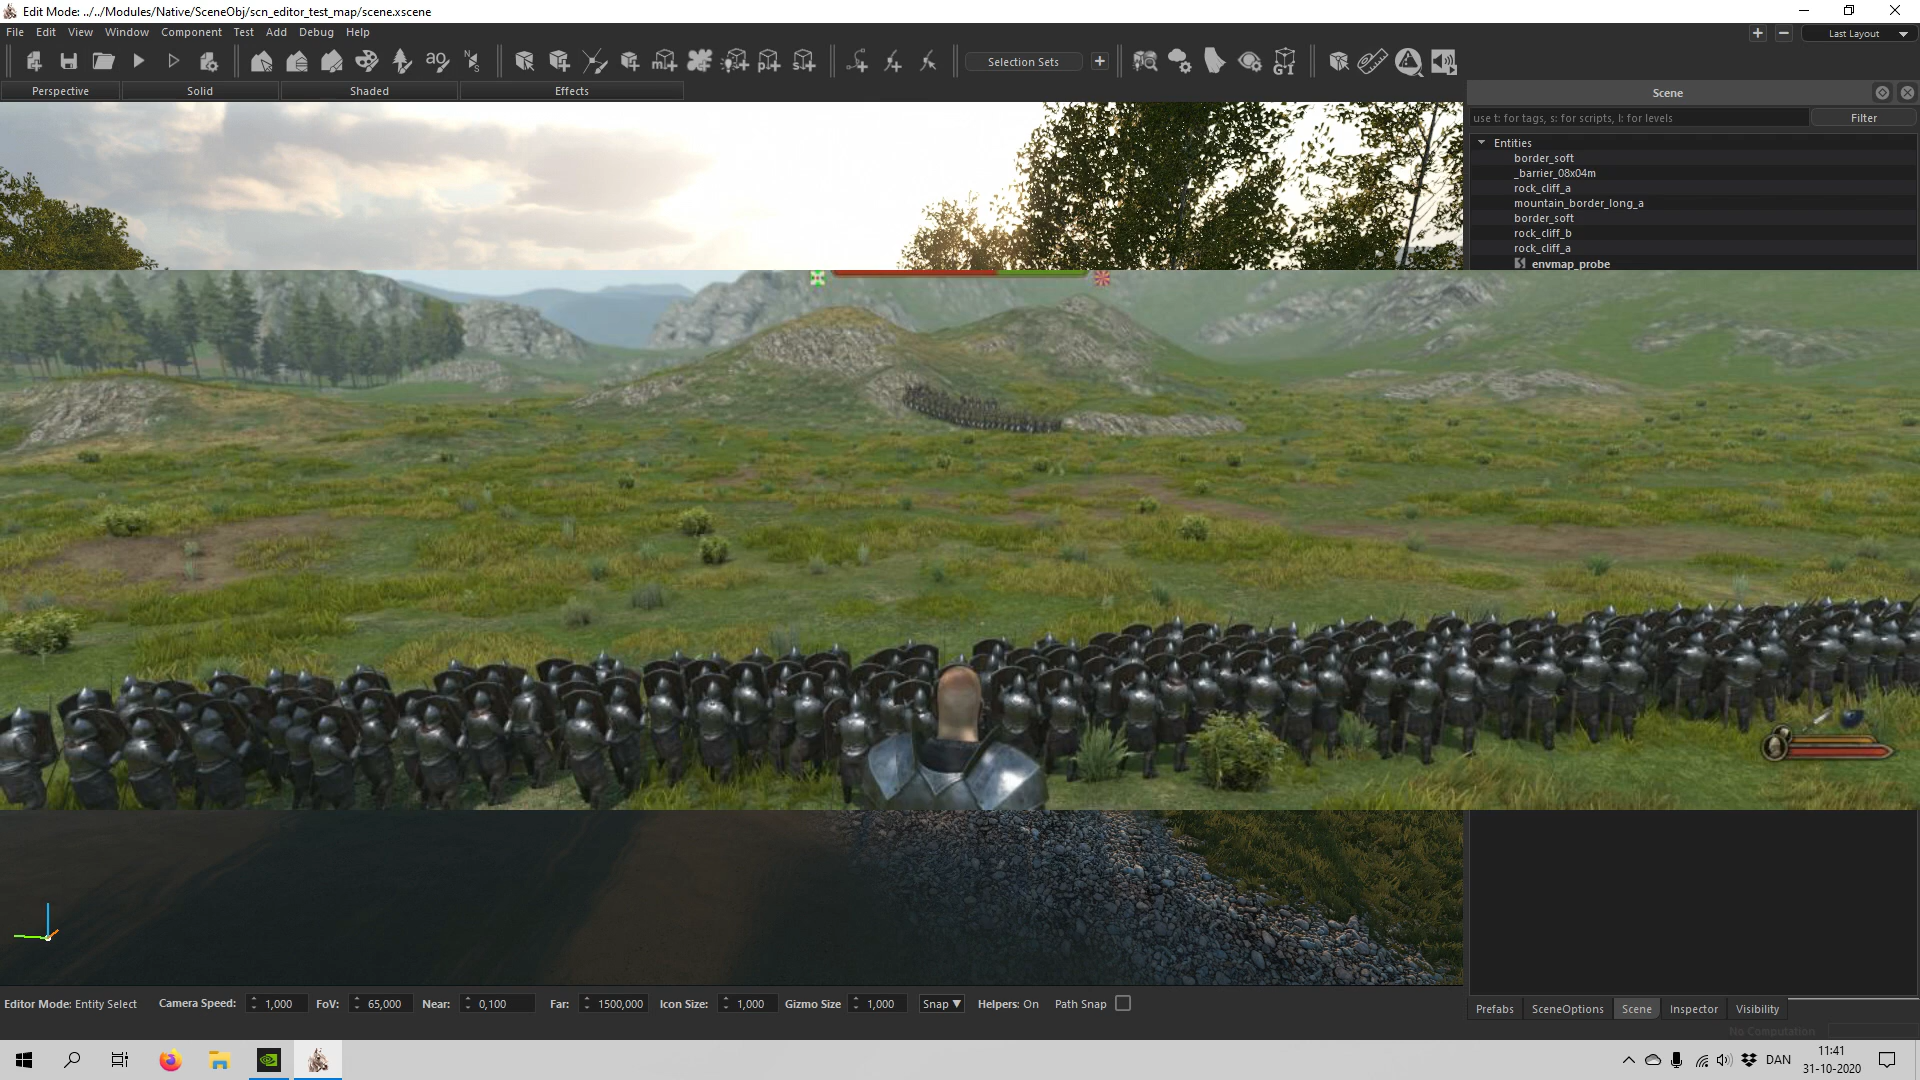 Edit Mode: ../../Modules/Native/SceneObj/scn_editor_test_map/scene.xscene
File Edit View Window Component Test Add Debug Help
Last Layout
Selection Sets
Perspective Solid Shaded Effects
Scene
use t: for tags, s: for scripts, l: for levels Filter
Entities
border_soft
_barrier_08x04m
rock_cliff_a
mountain_border_long_a
border_soft
rock_cliff_b
rock_cliff_a
envmap_probe
Editor Mode: Entity Select Camera Speed: 1,000 FoV: 65,000 Near: 0,100 Far: 1500,000 Icon Size: 1,000 Gizmo Size 1,000 Snap Helpers: On Path Snap
Prefabs SceneOptions Scene Inspector Visibility
No Computation
DAN
11:41
31-10-2020